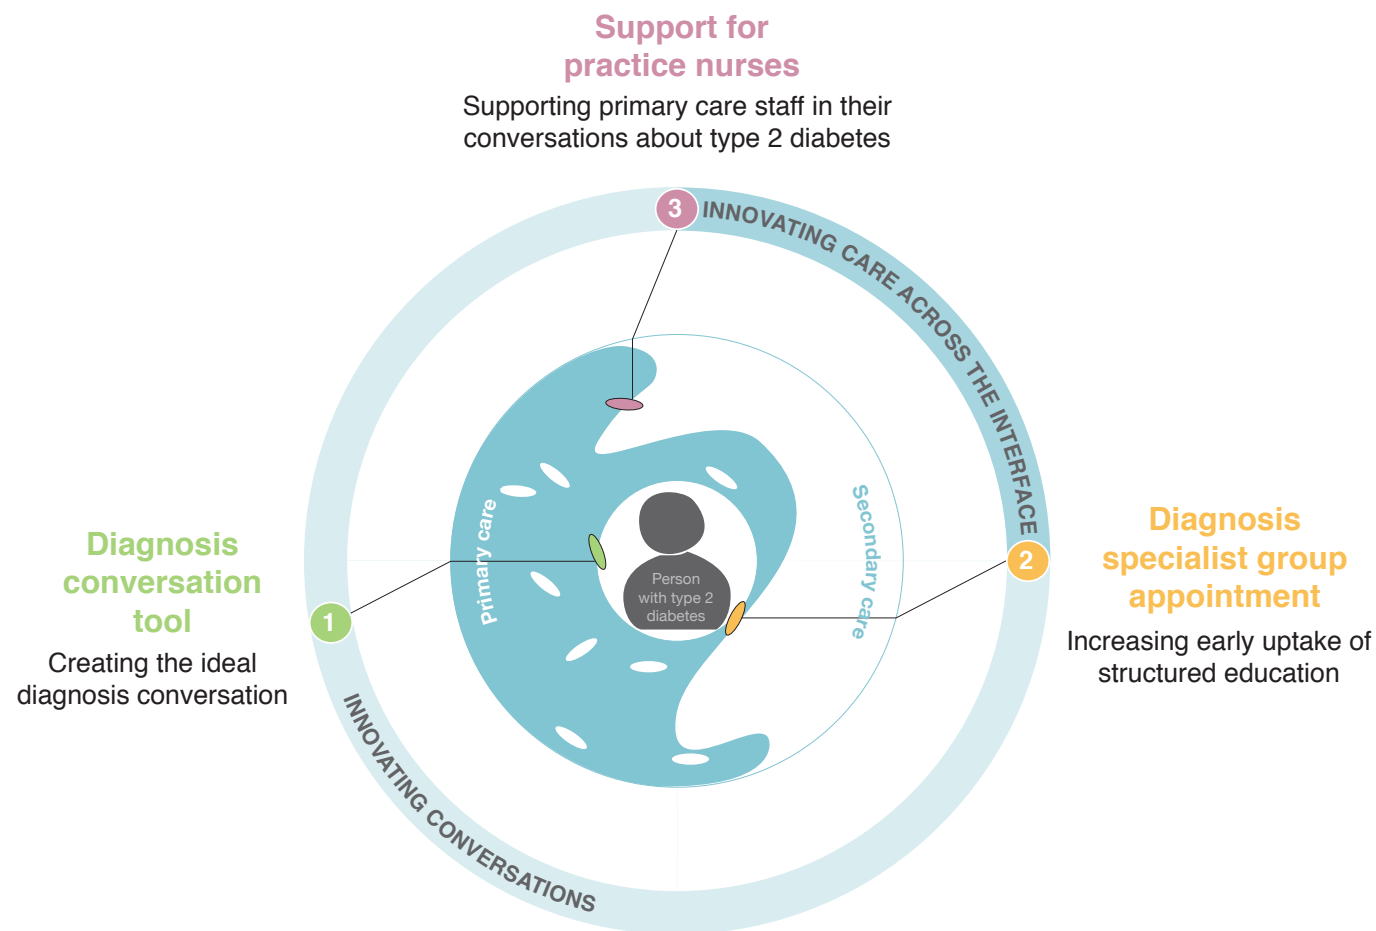 Support for
practice nurses
Supporting primary care staff in their
conversations about type 2 diabetes
3
INNOVATING CARE ACROSS THE INTERFACE
Diagnosis
conversation
tool
Creating the ideal
diagnosis conversation
1
Primary care
Person
with type 2
diabetes
Secondary care
2
Diagnosis
specialist group
appointment
Increasing early uptake of
structured education
INNOVATING CONVERSATIONS